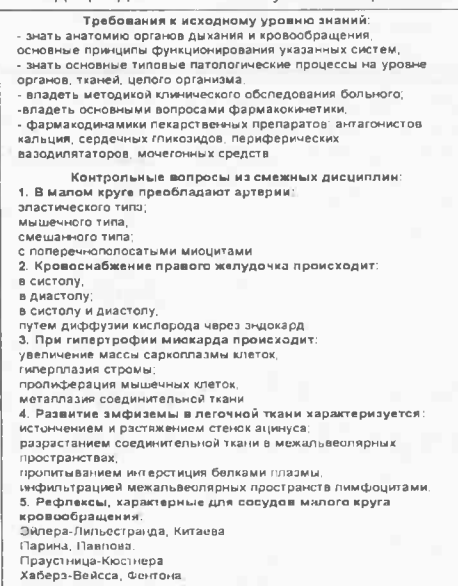 Требования к исходному уровню знаний:
- знать анатомию органов дыхания и кровообращения,
основные принципы функционирования указанных систем,
- знать основные типовые патологические процессы на уровне
органов, тканей, целого организма.
- владеть методикой клинического обследования больного;
-владеть основными вопросами фармакокинетики,
- фармакодинамики лекарственных препаратов: антагонистов
кальция, сердечных гликозидов, периферических
вазодилятаторов, мочегонных средств
Контрольные вопросы из смежных дисциплин:
1. В малом круге преобладают артерии:
эластического типа;
мышечного типа,
смешанного типа;
с поперечнополосатыми миоцитами
2. Кровоснабжение правого желудочка происходит:
в систолу,
в диастолу;
в систолу и диастолу,
путем диффузии кислорода через эндокард
3. При гипертрофии миокарда происходит:
увеличение массы саркоплазмы клеток,
гиперплазия стромы;
пролиферация мышечных клеток,
метаплазия соединительной ткани
4. Развитие эмфиземы в легочной ткани характеризуется:
истончением и растяжением стенок ацинуса;
разрастанием соединительной ткани в межальвеолярных
пространствах,
пропитыванием интерстиция белками плазмы.
инфильтрацией межальвеолярных пространств лимфоцитами.
5. Рефлексы, характерные для сосудов малого круга
кровообращения:
Эйлера-Лильестранда, Китаева
Парина, Павлова.
Праустница-Кюстнера
Хаберз-Вейсса, Фентона